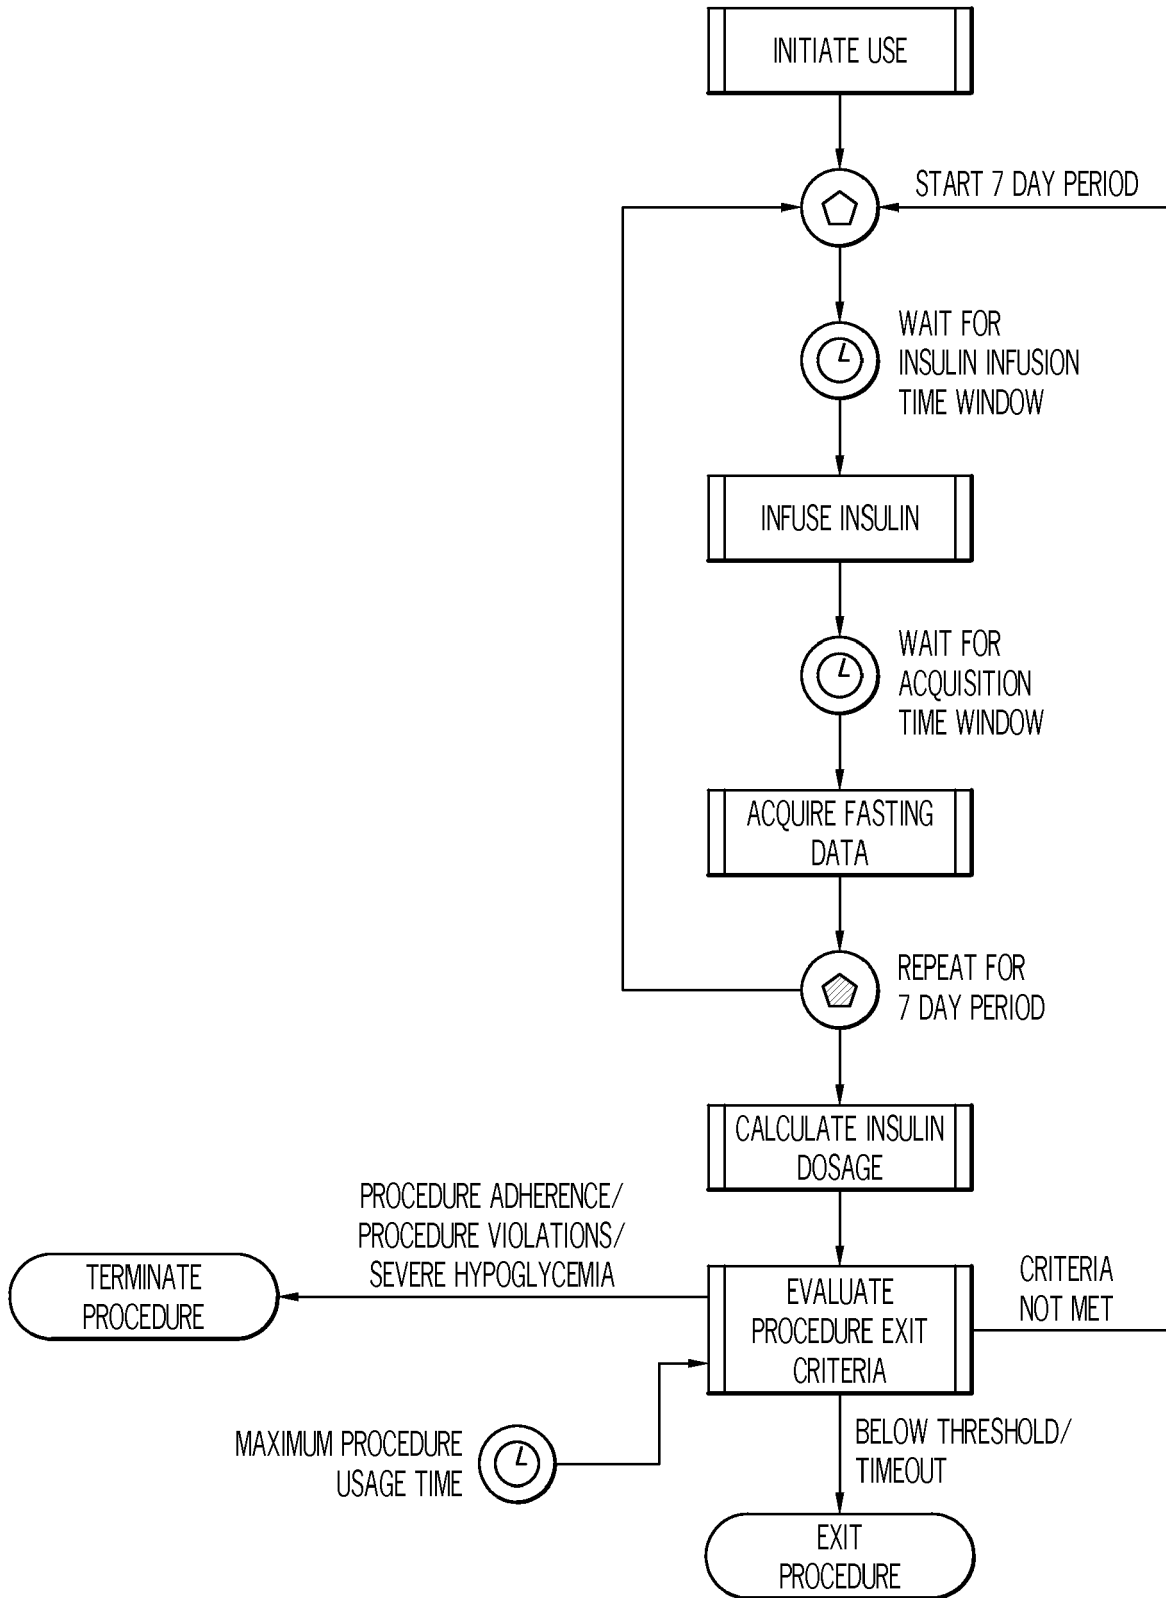 INITIATE USE
START 7 DAY PERIOD
WAIT FOR
INSULIN INFUSION
TIME WINDOW
INFUSE INSULIN
WAIT FOR
ACQUISITION
TIME WINDOW
ACQUIRE FASTING
DATA
REPEAT FOR
7 DAY PERIOD
CALCULATE INSULIN
DOSAGE
PROCEDURE ADHERENCE/
PROCEDURE VIOLATIONS/
SEVERE HYPOGLYCEMIA
TERMINATE
PROCEDURE
EVALUATE
PROCEDURE EXIT
CRITERIA
CRITERIA
NOT MET
MAXIMUM PROCEDURE
USAGE TIME
BELOW THRESHOLD/
TIMEOUT
EXIT
PROCEDURE